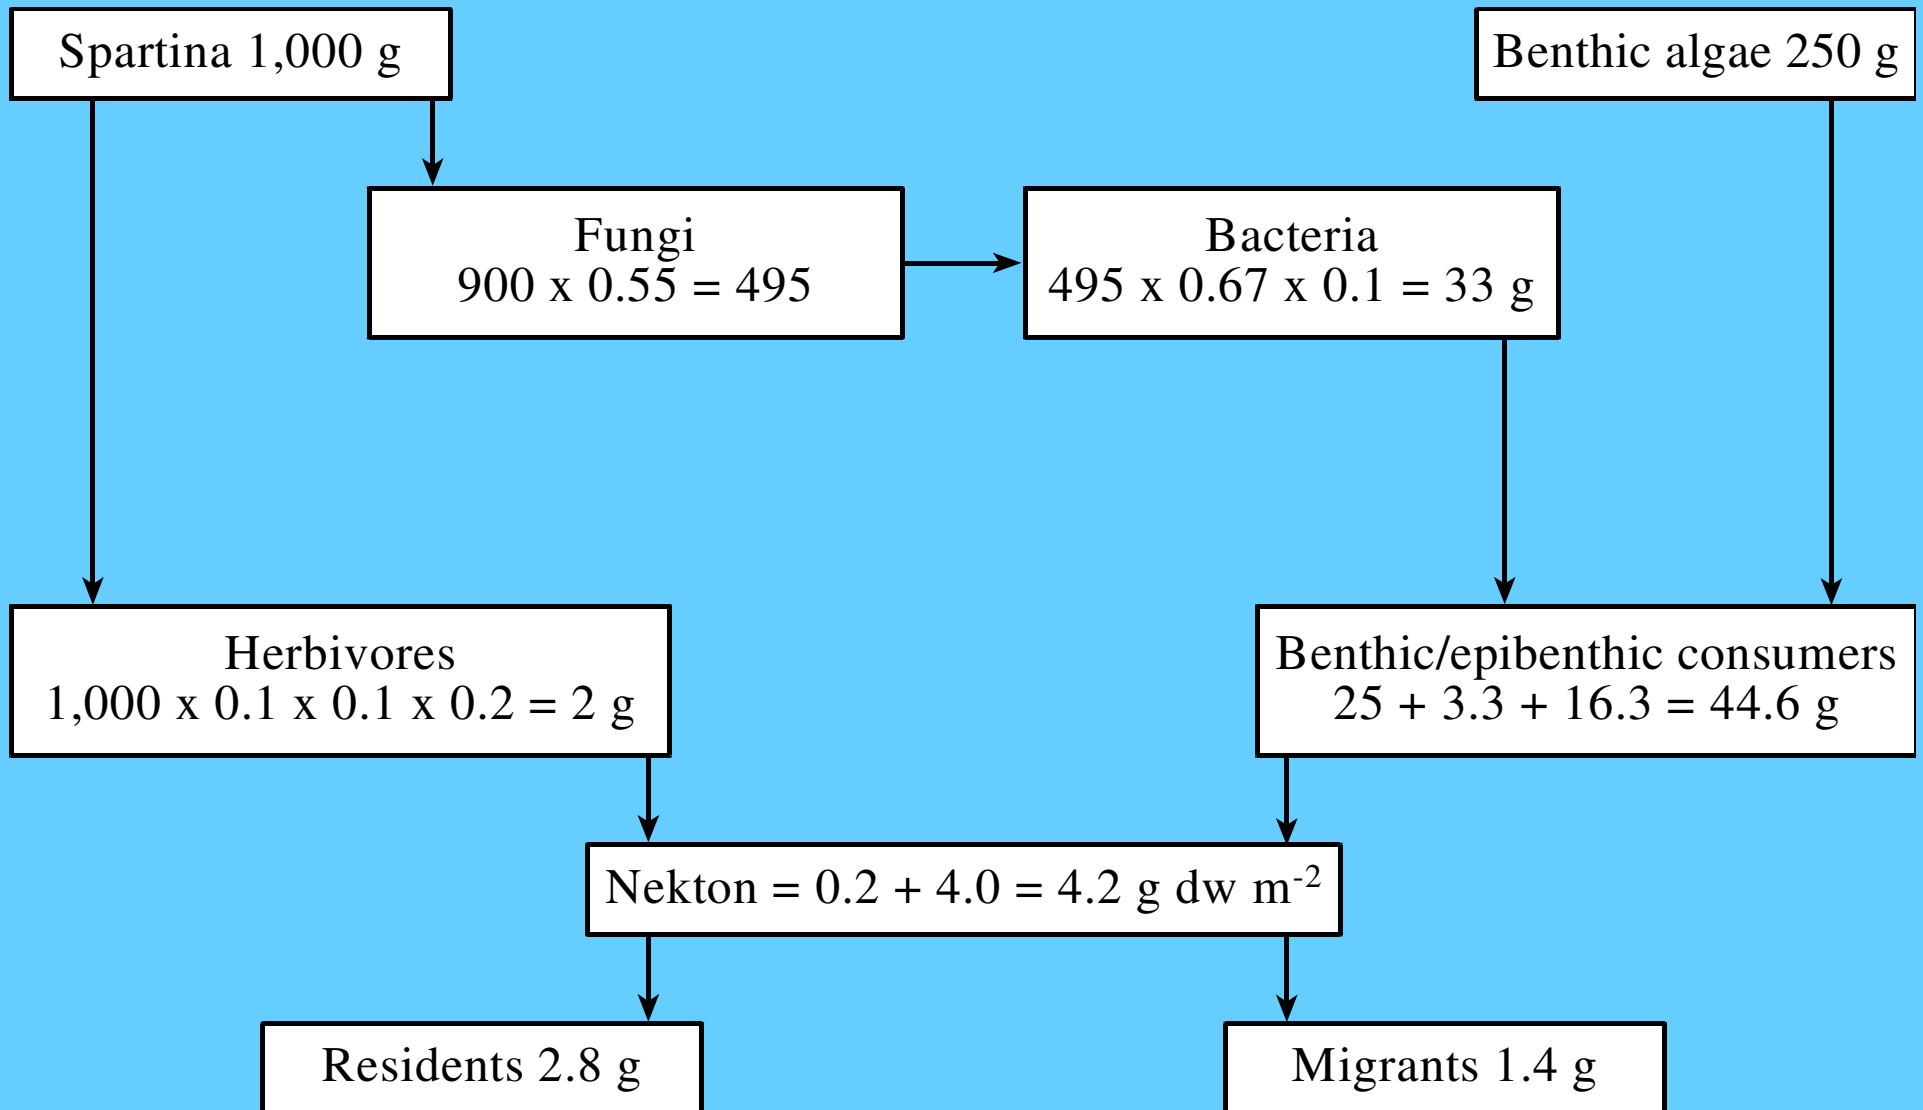 Spartina 1,000 g
Benthic algae 250 g
Fungi
900 x 0.55 = 495
Bacteria
495 x 0.67 x 0.1 = 33 g
Herbivores
1,000 x 0.1 x 0.1 x 0.2 = 2 g
Benthic/epibenthic consumers
25 + 3.3 + 16.3 = 44.6 g
Nekton = 0.2 + 4.0 = 4.2 g dw m⁻²
Residents 2.8 g
Migrants 1.4 g